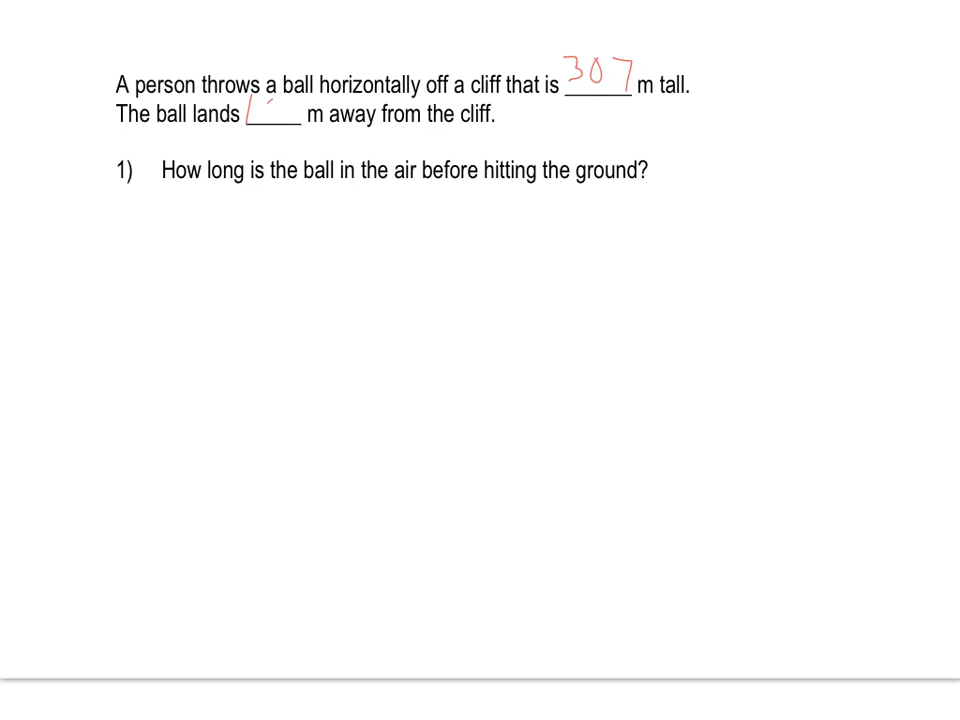 A person throws a ball horizontally off a cliff that is 307 m tall.
The ball lands _____ m away from the cliff.
1) How long is the ball in the air before hitting the ground?